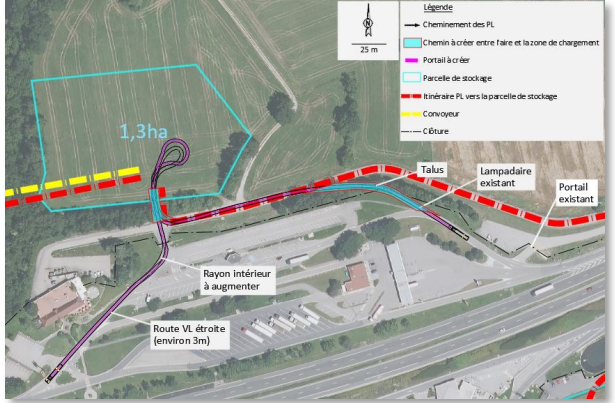 Légende
Cheminement des PL
Chemin à créer entre l'aire et la zone de chargement
Portail à créer
Parcelle de stockage
Itinéraire PL vers la parcelle de stockage
Convoyeur
Clôture
N
25 m
1,3ha
Talus
Lampadaire
existant
Portail
existant
Rayon intérieur
à augmenter
Route VL étroite
(environ 3m)